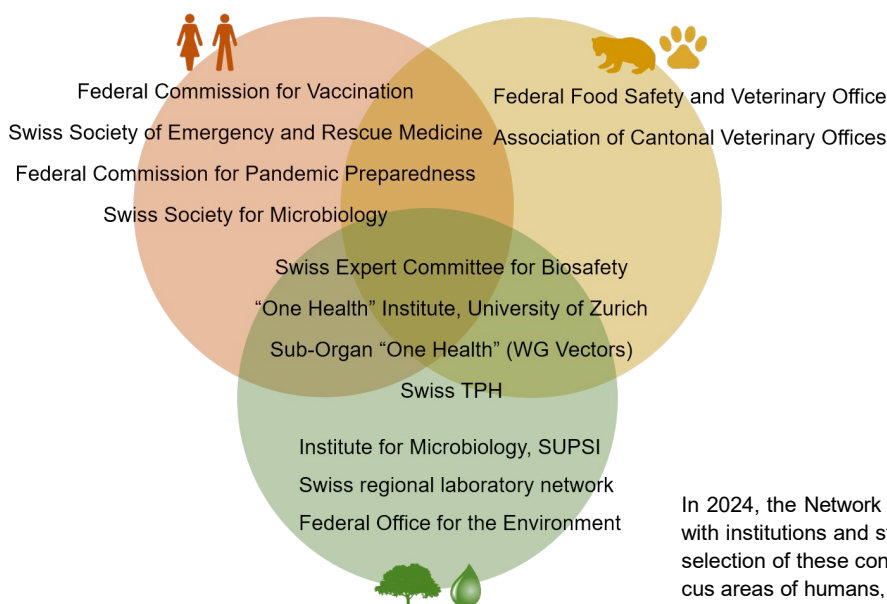 Federal Commission for Vaccination
Swiss Society of Emergency and Rescue Medicine
Federal Commission for Pandemic Preparedness
Swiss Society for Microbiology
Federal Food Safety and Veterinary Office
Association of Cantonal Veterinary Offices
Swiss Expert Committee for Biosafety
“One Health” Institute, University of Zurich
Sub-Organ “One Health” (WG Vectors)
Swiss TPH
Institute for Microbiology, SUPSI
Swiss regional laboratory network
Federal Office for the Environment
In 2024, the Network
with institutions and
selection of these
cus areas of humans,